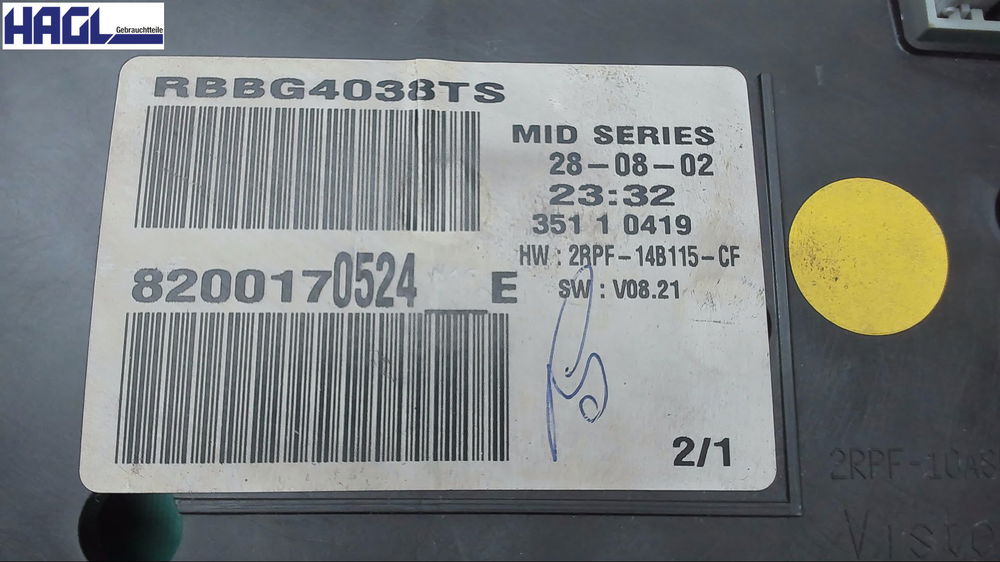 HAGL
Gebrauchtteile
RBBG4038TS
MID SERIES
28-08-02
23:32
351 1 0419
HW : 2RPF-14B115-CF
SW : V08.21
8200170524 E
2/1